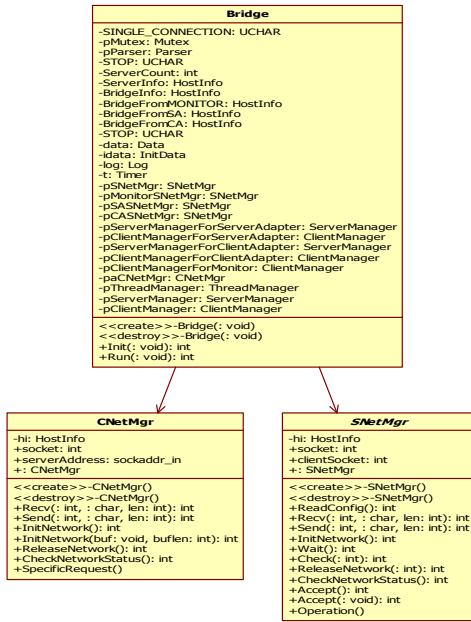 Bridge
-SINGLE_CONNECTION: UCHAR
-pMutex: Mutex
-pParser: Parser
-STOP: UCHAR
-ServerCount: int
-ServerInfo: HostInfo
-BridgeInfo: HostInfo
-BridgeFromMONITOR: HostInfo
-BridgeFromSA: HostInfo
-BridgeFromCA: HostInfo
-STOP: UCHAR
-data: Data
-idata: InitData
-log: Log
-t: Timer
-pSNetMgr: SNetMgr
-pMonitorSNetMgr: SNetMgr
-pSASNetMgr: SNetMgr
-pCASNetMgr: SNetMgr
-pServerManagerForServerAdapter: ServerManager
-pClientManagerForServerAdapter: ClientManager
-pServerManagerForClientAdapter: ServerManager
-pClientManagerForClientAdapter: ClientManager
-pClientManagerForMonitor: ClientManager
-paCNetMgr: CNetMgr
-pThreadManager: ThreadManager
-pServerManager: ServerManager
-pClientManager: ClientManager
<<create>>-Bridge(: void)
<<destroy>>-Bridge(: void)
+Init(: void): int
+Run(: void): int
CNetMgr
-hi: HostInfo
+socket: int
+serverAddress: sockaddr_in
+: CNetMgr
<<create>>-CNetMgr()
<<destroy>>-CNetMgr()
+Recv(: int, : char, len: int): int
+Send(: int, : char, len: int): int
+InitNetwork(): int
+InitNetwork(buf: void, buflen: int): int
+ReleaseNetwork(): int
+CheckNetworkStatus(): int
+SpecificRequest()
SNetMgr
-hi: HostInfo
+socket: int
+clientSocket: int
+: SNetMgr
<<create>>-SNetMgr()
<<destroy>>-SNetMgr()
+ReadConfig(): int
+Recv(: int, : char, len: int): int
+Send(: int, : char, len: int): int
+InitNetwork(): int
+Wait(): int
+Check(: int): int
+ReleaseNetwork(: int): int
+CheckNetworkStatus(): int
+Accept(): int
+Accept(: void): int
+Operation()